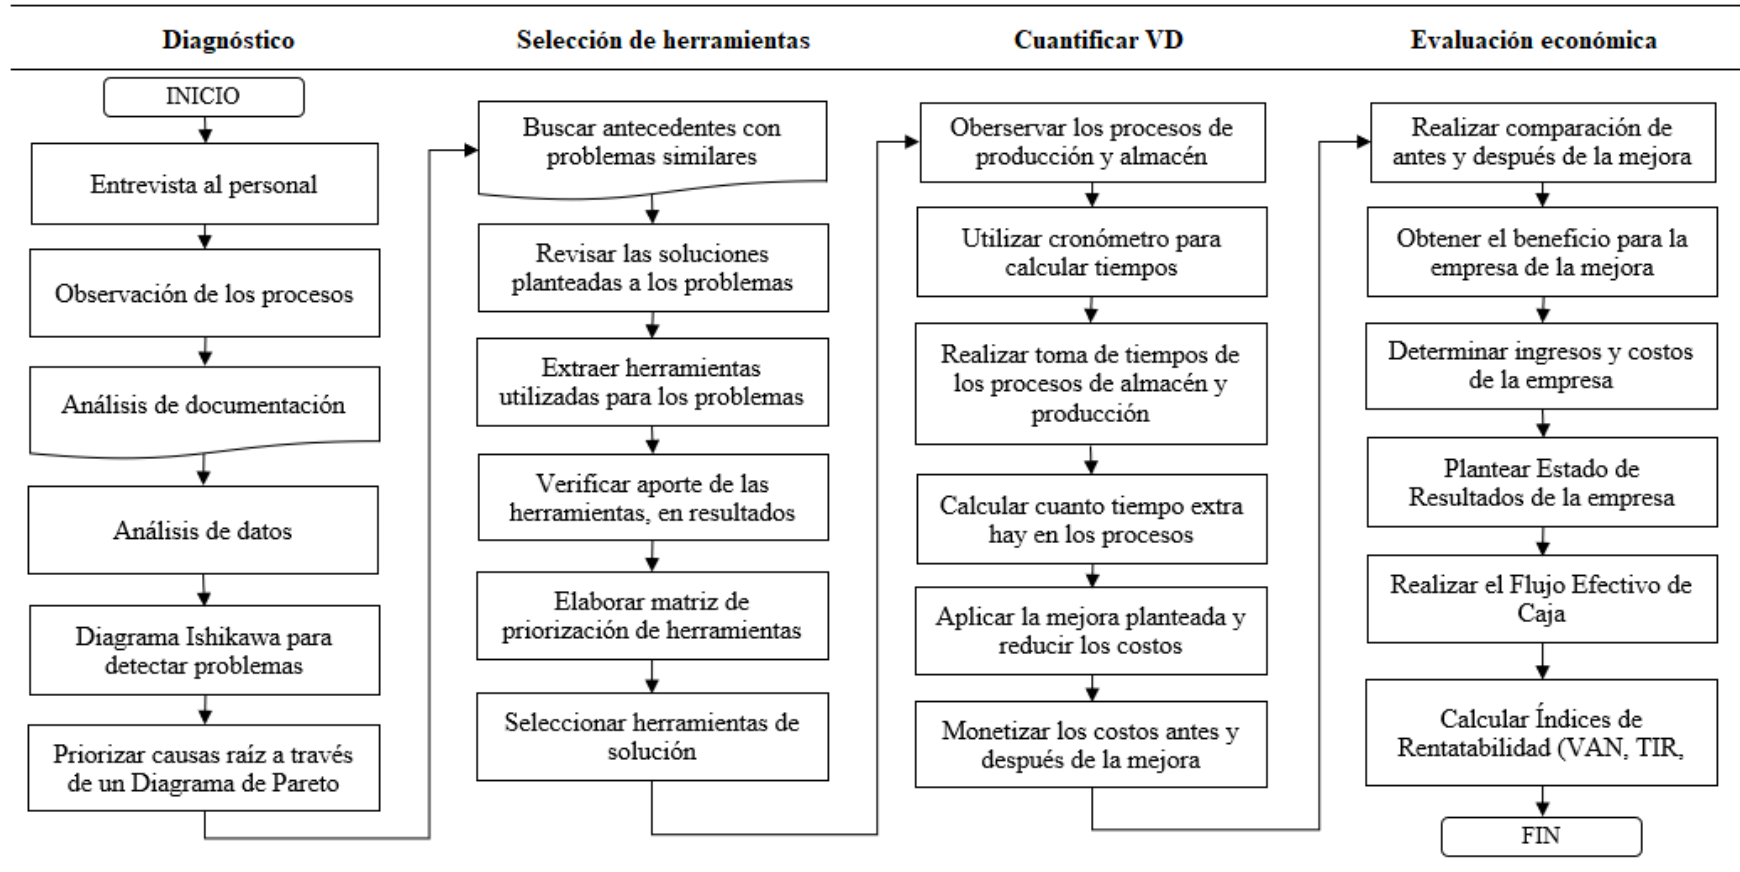 Diagnóstico
Selección de herramientas
Cuantificar VD
Evaluación económica
INICIO
Entrevista al personal
Observación de los procesos
Análisis de documentación
Análisis de datos
Diagrama Ishikawa para
detectar problemas
Priorizar causas raíz a través
de un Diagrama de Pareto
Buscar antecedentes con
problemas similares
Revisar las soluciones
planteadas a los problemas
Extraer herramientas
utilizadas para los problemas
Verificar aporte de las
herramientas, en resultados
Elaborar matriz de
priorización de herramientas
Seleccionar herramientas de
solución
Oberservar los procesos de
producción y almacén
Utilizar cronómetro para
calcular tiempos
Realizar toma de tiempos de
los procesos de almacén y
producción
Calcular cuanto tiempo extra
hay en los procesos
Aplicar la mejora planteada y
reducir los costos
Monetizar los costos antes y
después de la mejora
Realizar comparación de
antes y después de la mejora
Obtener el beneficio para la
empresa de la mejora
Determinar ingresos y costos
de la empresa
Plantear Estado de
Resultados de la empresa
Realizar el Flujo Efectivo de
Caja
Calcular Índices de
Rentatabilidad (VAN, TIR,
FIN